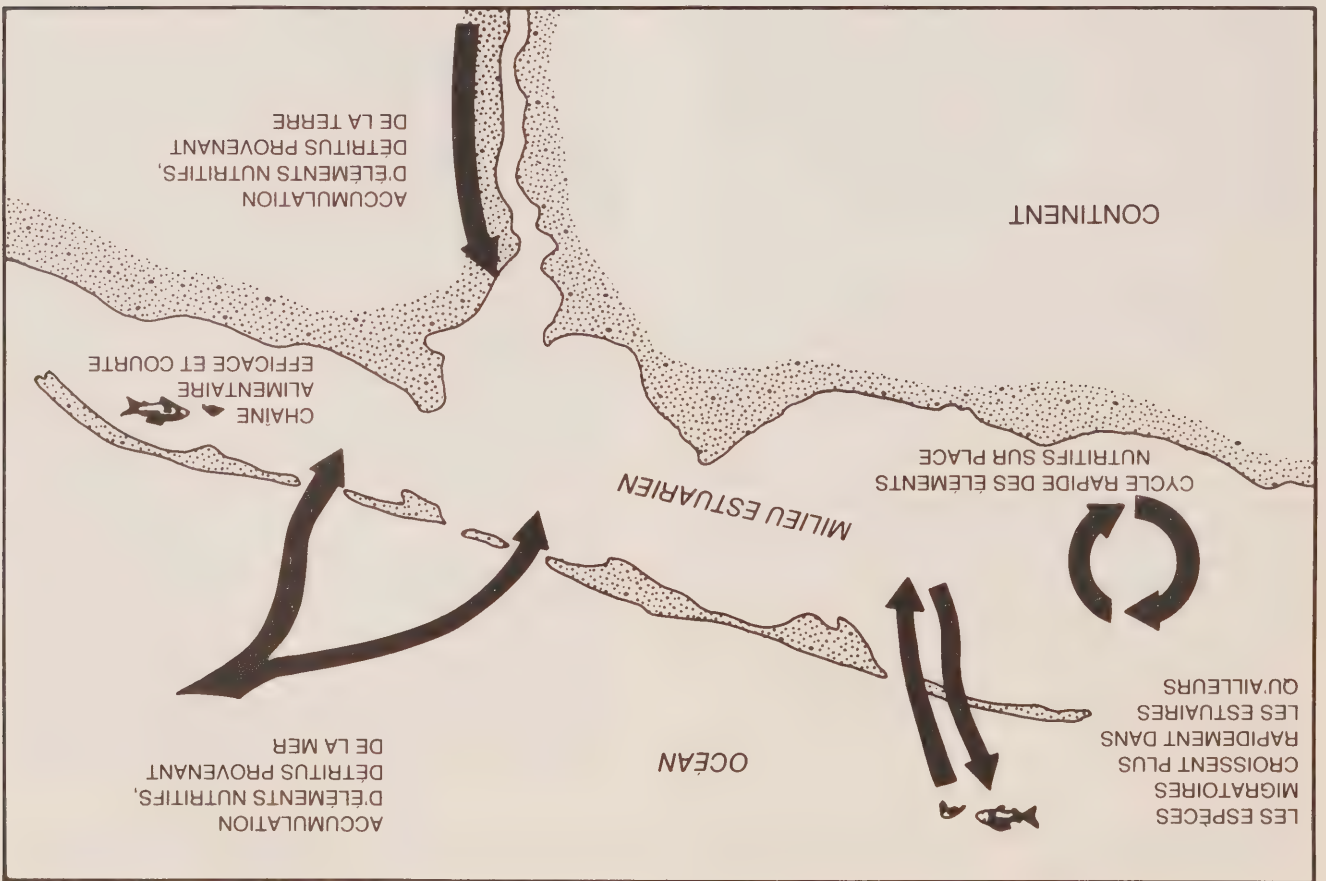 LES ESPÈCES
MIGRATOIRES
CROISSENT PLUS
RAPIDEMENT DANS
LES ESTUAIRES
QU'AILLEURS
OCÉAN
ACCUMULATION
D'ÉLÉMENTS NUTRITIFS,
DÉTRITUS PROVENANT
DE LA MER
CYCLE RAPIDE DES ÉLÉMENTS
NUTRITIFS SUR PLACE
MILIEU ESTUARIEN
CHAÎNE
ALIMENTAIRE
EFFICACE ET COURTE
CONTINENT
ACCUMULATION
D'ÉLÉMENTS NUTRITIFS,
DÉTRITUS PROVENANT
DE LA TERRE